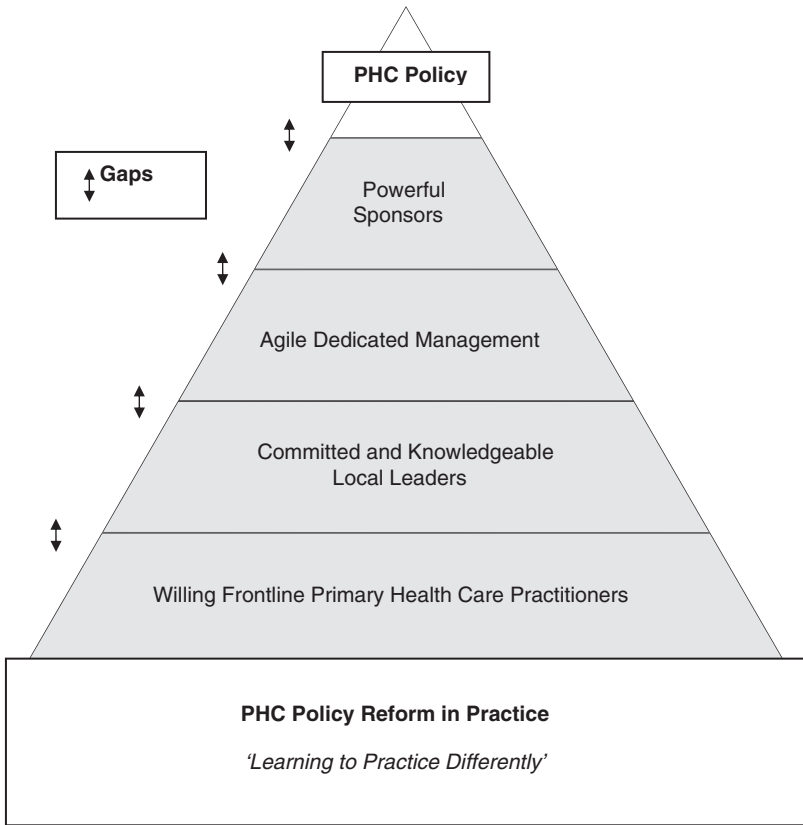 PHC Policy
Gaps
Powerful
Sponsors
Agile Dedicated Management
Committed and Knowledgeable
Local Leaders
Willing Frontline Primary Health Care Practitioners
PHC Policy Reform in Practice
‘Learning to Practice Differently’